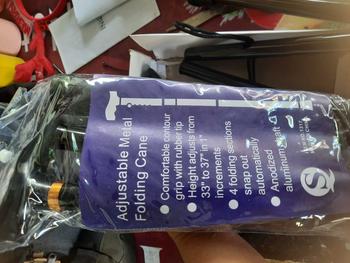 Adjustable Metal
Folding Cane
Comfortable contour
grip with rubber tip
Height adjusts from
33" to 37" in 1"
increments
4 folding sections
snap out
automatically
Anodized
aluminum shaft
S